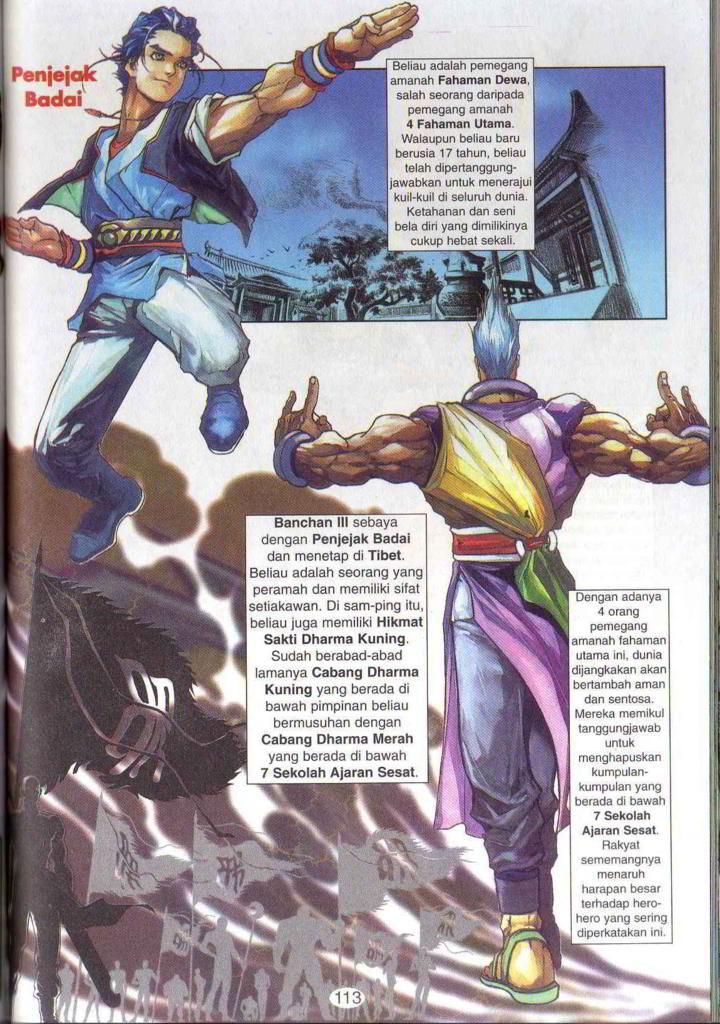 Penjejak
Badai
Beliau adalah pemegang
amanah Fahaman Dewa,
salah seorang daripada
pemegang amanah
4 Fahaman Utama.
Walaupun beliau baru
berusia 17 tahun, beliau
telah dipertanggung-
jawabkan untuk menerajui
kuil-kuil di seluruh dunia.
Ketahanan dan seni
bela diri yang dimilikinya
cukup hebat sekali.
Banchan III sebaya
dengan Penjejak Badai
dan menetap di Tibet.
Beliau adalah seorang yang
peramah dan memiliki sifat
setiakawan. Di sam-ping itu,
beliau juga memiliki Hikmat
Sakti Dharma Kuning.
Sudah berabad-abad
lamanya Cabang Dharma
Kuning yang berada di
bawah pimpinan beliau
bermusuhan dengan
Cabang Dharma Merah
yang berada di bawah
7 Sekolah Ajaran Sesat.
Dengan adanya
4 orang
pemegang
amanah fahaman
utama ini, dunia
dijangkakan akan
bertambah aman
dan sentosa.
Mereka memikul
tanggungjawab
untuk
menghapuskan
kumpulan-
kumpulan yang
berada di bawah
7 Sekolah
Ajaran Sesat.
Rakyat
sememangnya
menaruh
harapan besar
terhadap hero-
hero yang sering
diperkatakan ini.
113